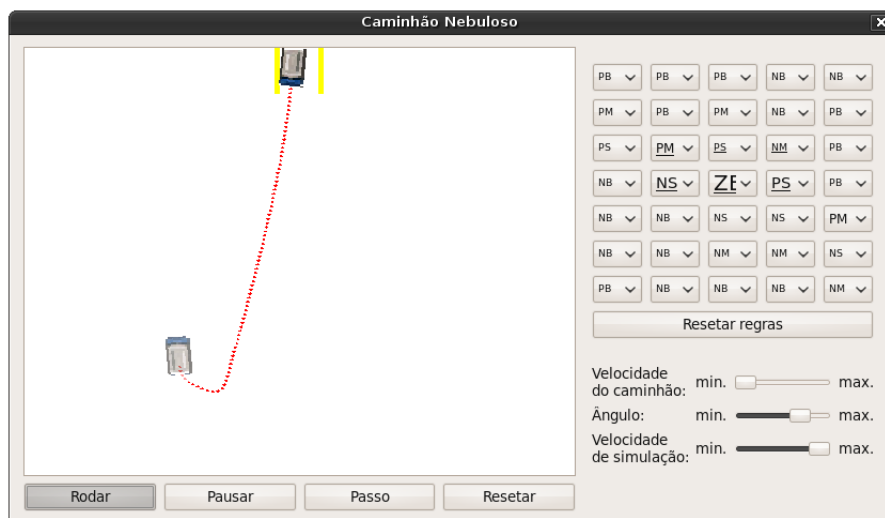 Caminhão Nebuloso
PB PB PB NB NB
PM PB PM NB PB
PS PM PS NM PB
NB NS ZE PS PB
NB NB NS NS PM
NB NB NM NM NS
PB NB NB NB NM
Resetar regras
Velocidade
do caminhão: min. max.
Ângulo: min. max.
Velocidade
de simulação: min. max.
Rodar Pausar Passo Resetar